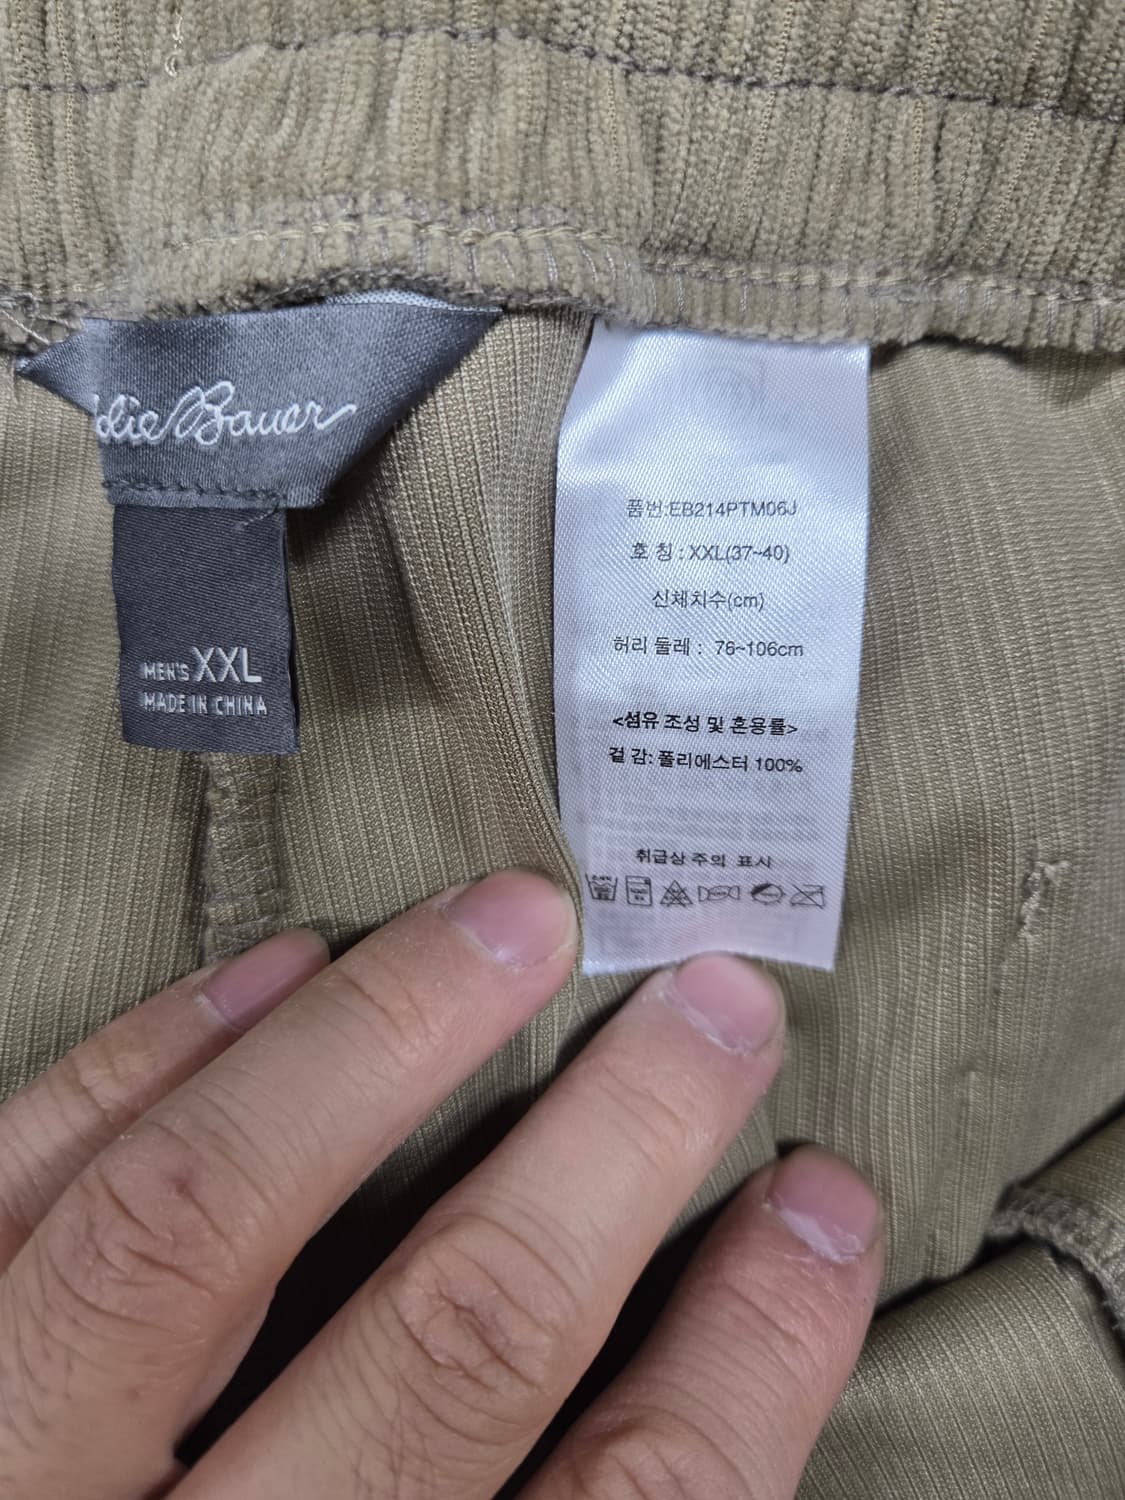 die Bauer
MEN'S XXL
MADE IN CHINA
품번:EB214PTM06J
호 칭 : XXL(37~40)
신체치수(cm)
허리 둘레 : 76~106cm
<섬유 조성 및 혼용률>
겉 감: 폴리에스터 100%
취급상 주의 표시